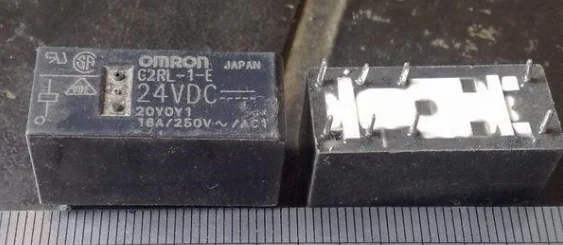 OMRON JAPAN
G2RL-1-E
24VDC
20Y0Y1
16A/250V~/AC1